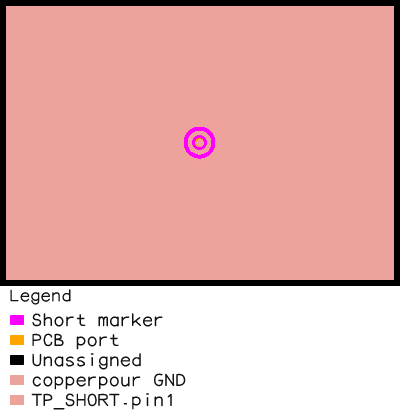 Legend
Short marker
PCB port
Unassigned
copperpour GND
TP_SHORT.pin1